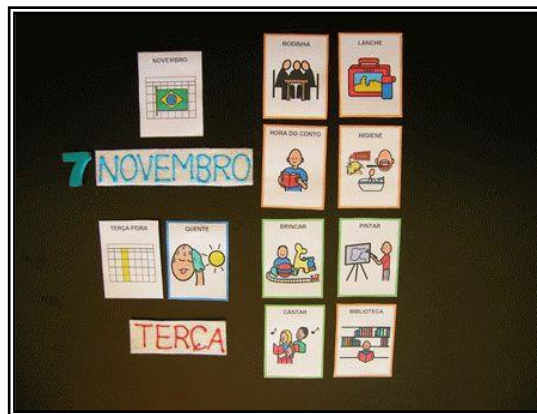 NOVEMBRO
7 NOVEMBRO
TERÇA-FEIRA
QUENTE
TERÇA
RODINHA
LANCHE
HORA DO CONTO
HIGIENE
BRINCAR
PINTAR
CANTAR
BIBLIOTECA